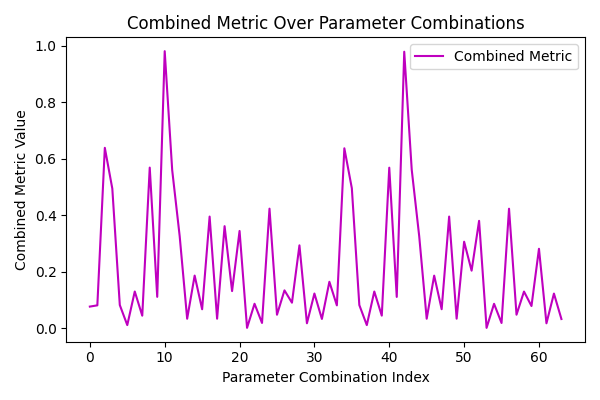 Combined Metric Over Parameter Combinations
Combined Metric
Combined Metric Value
1.0
0.8
0.6
0.4
0.2
0.0
0 10 20 30 40 50 60
Parameter Combination Index